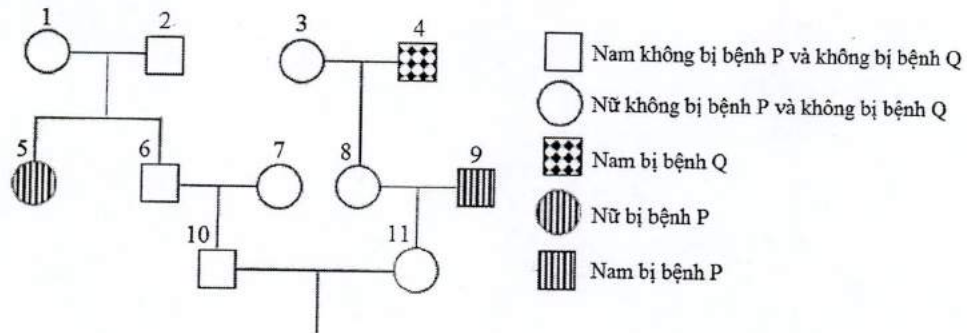 1
2
3
4
Nam không bị bệnh P và không bị bệnh Q
Nữ không bị bệnh P và không bị bệnh Q
5
6
7
8
9
Nam bị bệnh Q
Nữ bị bệnh P
10
11
Nam bị bệnh P